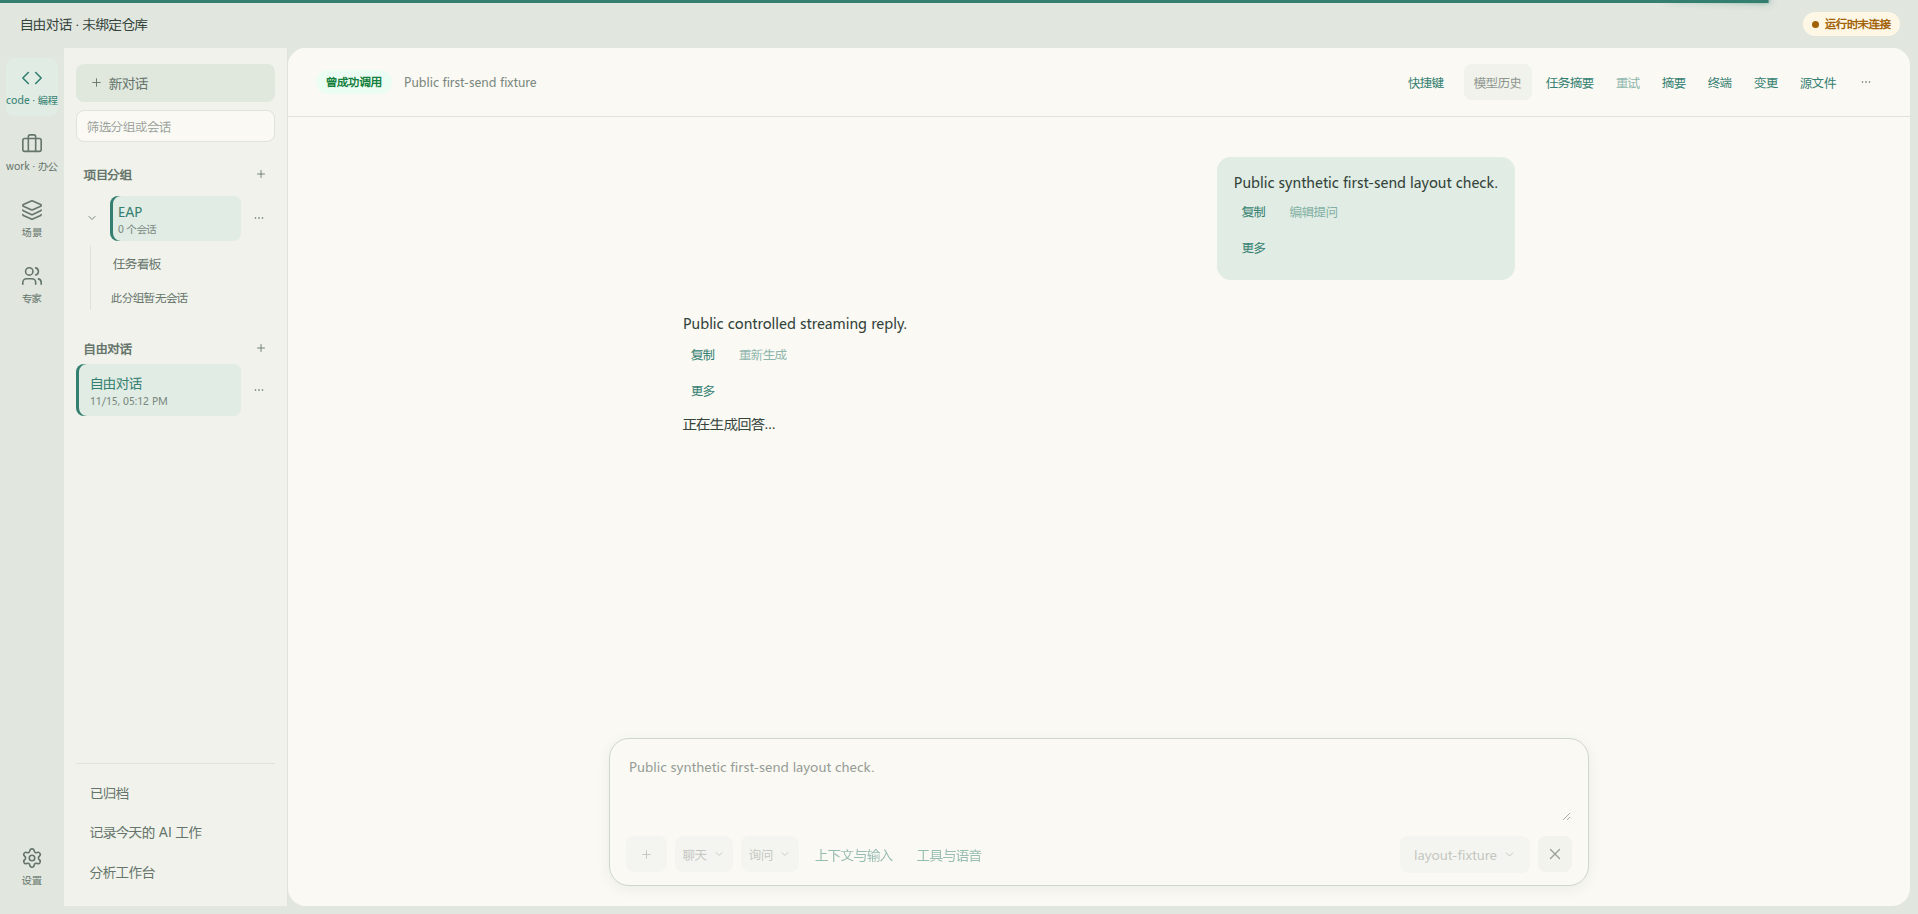 自由对话 · 未绑定仓库
运行时未连接
code · 编程
work · 办公
场景
专家
设置
+ 新对话
筛选分组或会话
项目分组 +
EAP ...
0 个会话
任务看板
此分组暂无会话
自由对话 +
自由对话 ...
11/15, 05:12 PM
已归档
记录今天的 AI 工作
分析工作台
曾成功调用 Public first-send fixture 快捷键 模型历史 任务摘要 重试 摘要 终端 变更 源文件 ...
Public synthetic first-send layout check.
复制 编辑提问
更多
Public controlled streaming reply.
复制 重新生成
更多
正在生成回答...
Public synthetic first-send layout check.
+ 聊天 询问 上下文与输入 工具与语音 layout-fixture